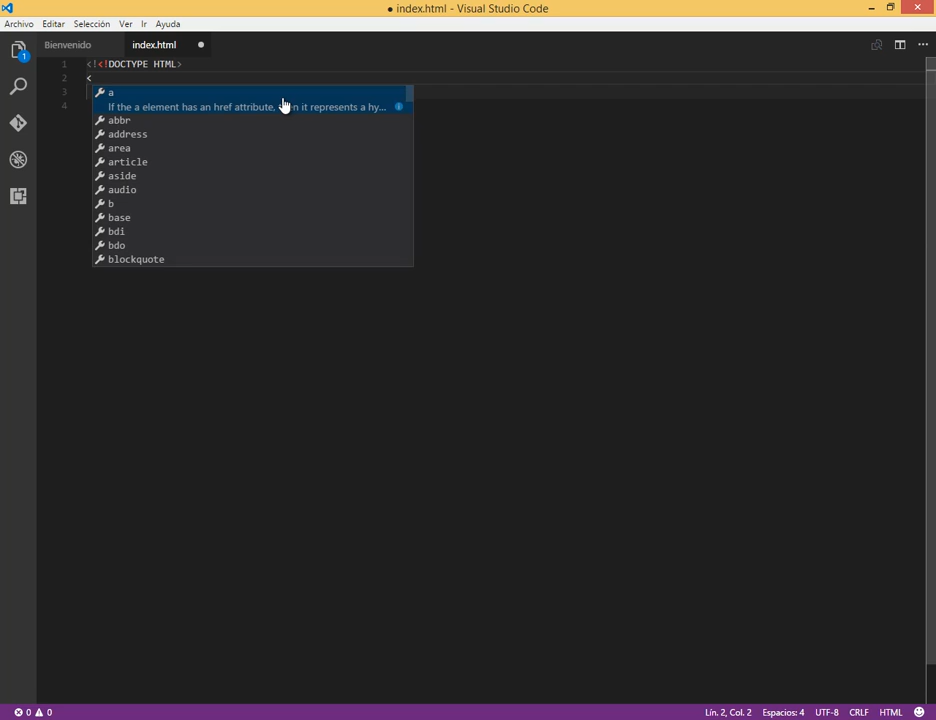 ● index.html - Visual Studio Code
Archivo Editar Selección Ver Ir Ayuda
Bienvenido index.html ●
1
1 <!<!DOCTYPE HTML>
2 <
3 a
If the a element has an href attribute, it represents a hy...
4
abbr
address
area
article
aside
audio
b
base
bdi
bdo
blockquote
0 0 Lín. 2, Col. 2 Espacios: 4 UTF-8 CRLF HTML